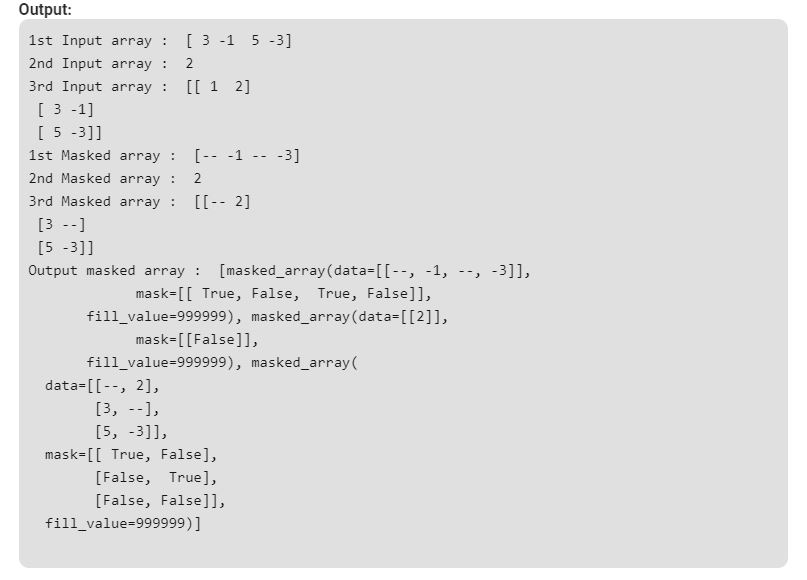 Output:
1st Input array :  [ 3 -1  5 -3]
2nd Input array :  2
3rd Input array :  [[ 1  2]
 [ 3 -1]
 [ 5 -3]]
1st Masked array :  [-- -1 -- -3]
2nd Masked array :  2
3rd Masked array :  [[-- 2]
 [3 --]
 [5 -3]]
Output masked array :  [masked_array(data=[[--, -1, --, -3]],
             mask=[[ True, False,  True, False]],
       fill_value=999999), masked_array(data=[[2]],
             mask=[[False]],
       fill_value=999999), masked_array(
  data=[[--, 2],
        [3, --],
        [5, -3]],
  mask=[[ True, False],
        [False,  True],
        [False, False]],
  fill_value=999999)]